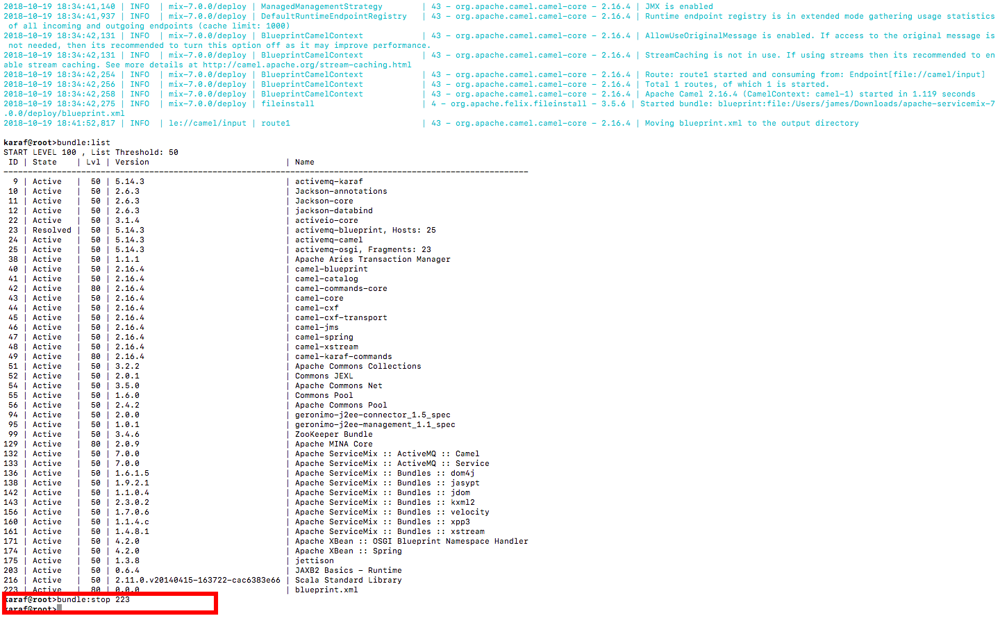 2018-10-19 18:34:41,140 | INFO  | mix-7.0.0/deploy | ManagedManagementStrategy        | 43 - org.apache.camel.camel-core - 2.16.4 | JMX is enabled
2018-10-19 18:34:41,937 | INFO  | mix-7.0.0/deploy | DefaultRuntimeEndpointRegistry   | 43 - org.apache.camel.camel-core - 2.16.4 | Runtime endpoint registry is in extended mode gathering usage statistics
 of all incoming and outgoing endpoints (cache limit: 1000)
2018-10-19 18:34:42,131 | INFO  | mix-7.0.0/deploy | BlueprintCamelContext            | 43 - org.apache.camel.camel-core - 2.16.4 | AllowUseOriginalMessage is enabled. If access to the original message is
 not needed, then its recommended to turn this option off as it may improve performance.
2018-10-19 18:34:42,131 | INFO  | mix-7.0.0/deploy | BlueprintCamelContext            | 43 - org.apache.camel.camel-core - 2.16.4 | StreamCaching is not in use. If using streams then its recommended to en
able stream caching. See more details at http://camel.apache.org/stream-caching.html
2018-10-19 18:34:42,254 | INFO  | mix-7.0.0/deploy | BlueprintCamelContext            | 43 - org.apache.camel.camel-core - 2.16.4 | Route: route1 started and consuming from: Endpoint[file://camel/input]
2018-10-19 18:34:42,256 | INFO  | mix-7.0.0/deploy | BlueprintCamelContext            | 43 - org.apache.camel.camel-core - 2.16.4 | Total 1 routes, of which 1 is started.
2018-10-19 18:34:42,258 | INFO  | mix-7.0.0/deploy | BlueprintCamelContext            | 43 - org.apache.camel.camel-core - 2.16.4 | Apache Camel 2.16.4 (CamelContext: camel-1) started in 1.119 seconds
2018-10-19 18:34:42,275 | INFO  | mix-7.0.0/deploy | fileinstall                      | 4 - org.apache.felix.fileinstall - 3.5.6 | Started bundle: blueprint:file:/Users/james/Downloads/apache-servicemix-7
.0.0/deploy/blueprint.xml
2018-10-19 18:41:52,817 | INFO  | le://camel/input | route1                           | 43 - org.apache.camel.camel-core - 2.16.4 | Moving blueprint.xml to the output directory
karaf@root>bundle:list
START LEVEL 100 , List Threshold: 50
 ID | State    | Lvl | Version                            | Name
  9 | Active   |  50 | 5.14.3                             | activemq-karaf
 10 | Active   |  50 | 2.6.3                              | Jackson-annotations
 11 | Active   |  50 | 2.6.3                              | Jackson-core
 12 | Active   |  50 | 2.6.3                              | jackson-databind
 22 | Active   |  50 | 3.1.4                              | activeio-core
 23 | Resolved |  50 | 5.14.3                             | activemq-blueprint, Hosts: 25
 24 | Active   |  50 | 5.14.3                             | activemq-camel
 25 | Active   |  50 | 5.14.3                             | activemq-osgi, Fragments: 23
 38 | Active   |  50 | 1.1.1                              | Apache Aries Transaction Manager
 40 | Active   |  50 | 2.16.4                             | camel-blueprint
 41 | Active   |  50 | 2.16.4                             | camel-catalog
 42 | Active   |  80 | 2.16.4                             | camel-commands-core
 43 | Active   |  50 | 2.16.4                             | camel-core
 44 | Active   |  50 | 2.16.4                             | camel-cxf
 45 | Active   |  50 | 2.16.4                             | camel-cxf-transport
 46 | Active   |  50 | 2.16.4                             | camel-jms
 47 | Active   |  50 | 2.16.4                             | camel-spring
 48 | Active   |  50 | 2.16.4                             | camel-xstream
 49 | Active   |  80 | 2.16.4                             | camel-karaf-commands
 51 | Active   |  50 | 3.2.2                              | Apache Commons Collections
 52 | Active   |  50 | 2.0.1                              | Commons JEXL
 54 | Active   |  50 | 3.5.0                              | Apache Commons Net
 55 | Active   |  50 | 1.6.0                              | Commons Pool
 56 | Active   |  50 | 2.4.2                              | Apache Commons Pool
 94 | Active   |  50 | 2.0.0                              | geronimo-j2ee-connector_1.5_spec
 95 | Active   |  50 | 1.0.1                              | geronimo-j2ee-management_1.1_spec
 99 | Active   |  50 | 3.4.6                              | ZooKeeper Bundle
129 | Active   |  80 | 2.0.9                              | Apache MINA Core
132 | Active   |  50 | 7.0.0                              | Apache ServiceMix :: ActiveMQ :: Camel
133 | Active   |  50 | 7.0.0                              | Apache ServiceMix :: ActiveMQ :: Service
136 | Active   |  50 | 1.6.1.5                            | Apache ServiceMix :: Bundles :: dom4j
138 | Active   |  50 | 1.9.2.1                            | Apache ServiceMix :: Bundles :: jasypt
142 | Active   |  50 | 1.1.0.4                            | Apache ServiceMix :: Bundles :: jdom
143 | Active   |  50 | 2.3.0.2                            | Apache ServiceMix :: Bundles :: kxml2
156 | Active   |  50 | 1.7.0.6                            | Apache ServiceMix :: Bundles :: velocity
160 | Active   |  50 | 1.1.4.c                            | Apache ServiceMix :: Bundles :: xpp3
161 | Active   |  50 | 1.4.8.1                            | Apache ServiceMix :: Bundles :: xstream
171 | Active   |  50 | 4.2.0                              | Apache XBean :: OSGI Blueprint Namespace Handler
174 | Active   |  50 | 4.2.0                              | Apache XBean :: Spring
175 | Active   |  50 | 1.3.8                              | jettison
203 | Active   |  50 | 0.6.4                              | JAXB2 Basics - Runtime
216 | Active   |  50 | 2.11.0.v20140415-163722-cac6383e66 | Scala Standard Library
223 | Active   |  80 | 0.0.0                              | blueprint.xml
karaf@root>bundle:stop 223
karaf@root>